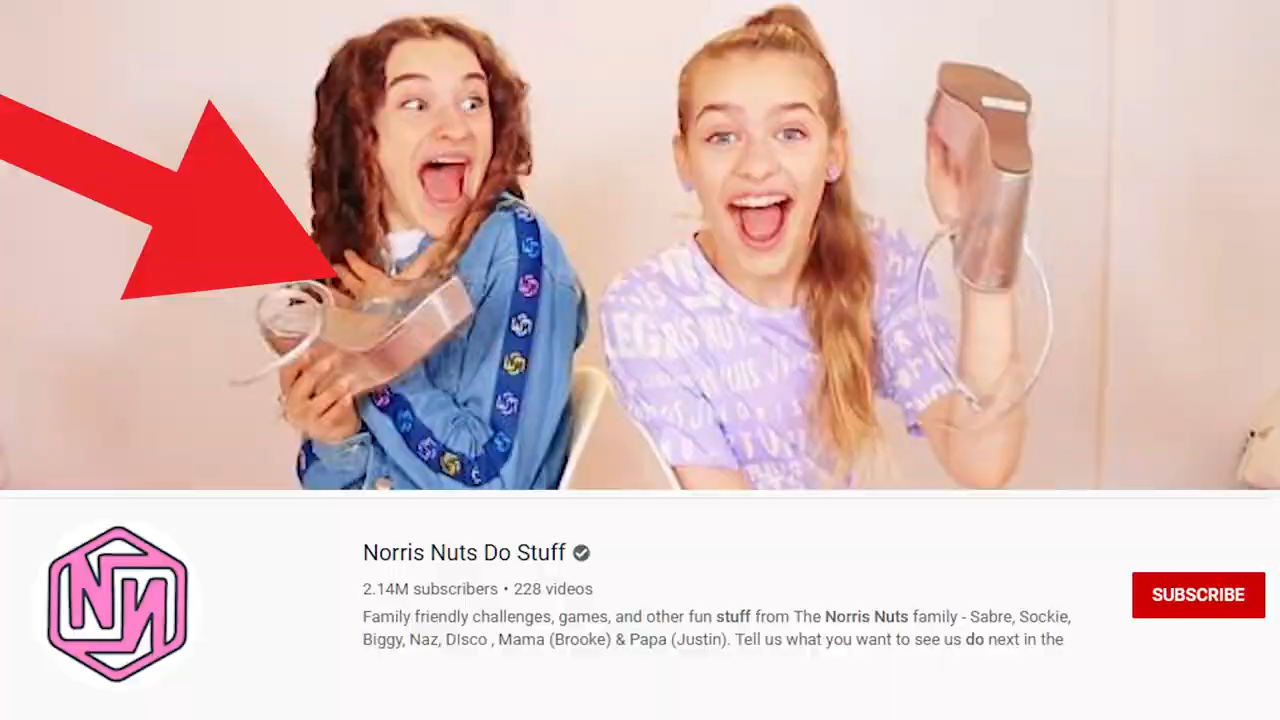 Norris Nuts Do Stuff
2.14M subscribers • 228 videos
Family friendly challenges, games, and other fun stuff from The Norris Nuts family - Sabre, Sockie,
Biggy, Naz, DIsco , Mama (Brooke) & Papa (Justin). Tell us what you want to see us do next in the
SUBSCRIBE